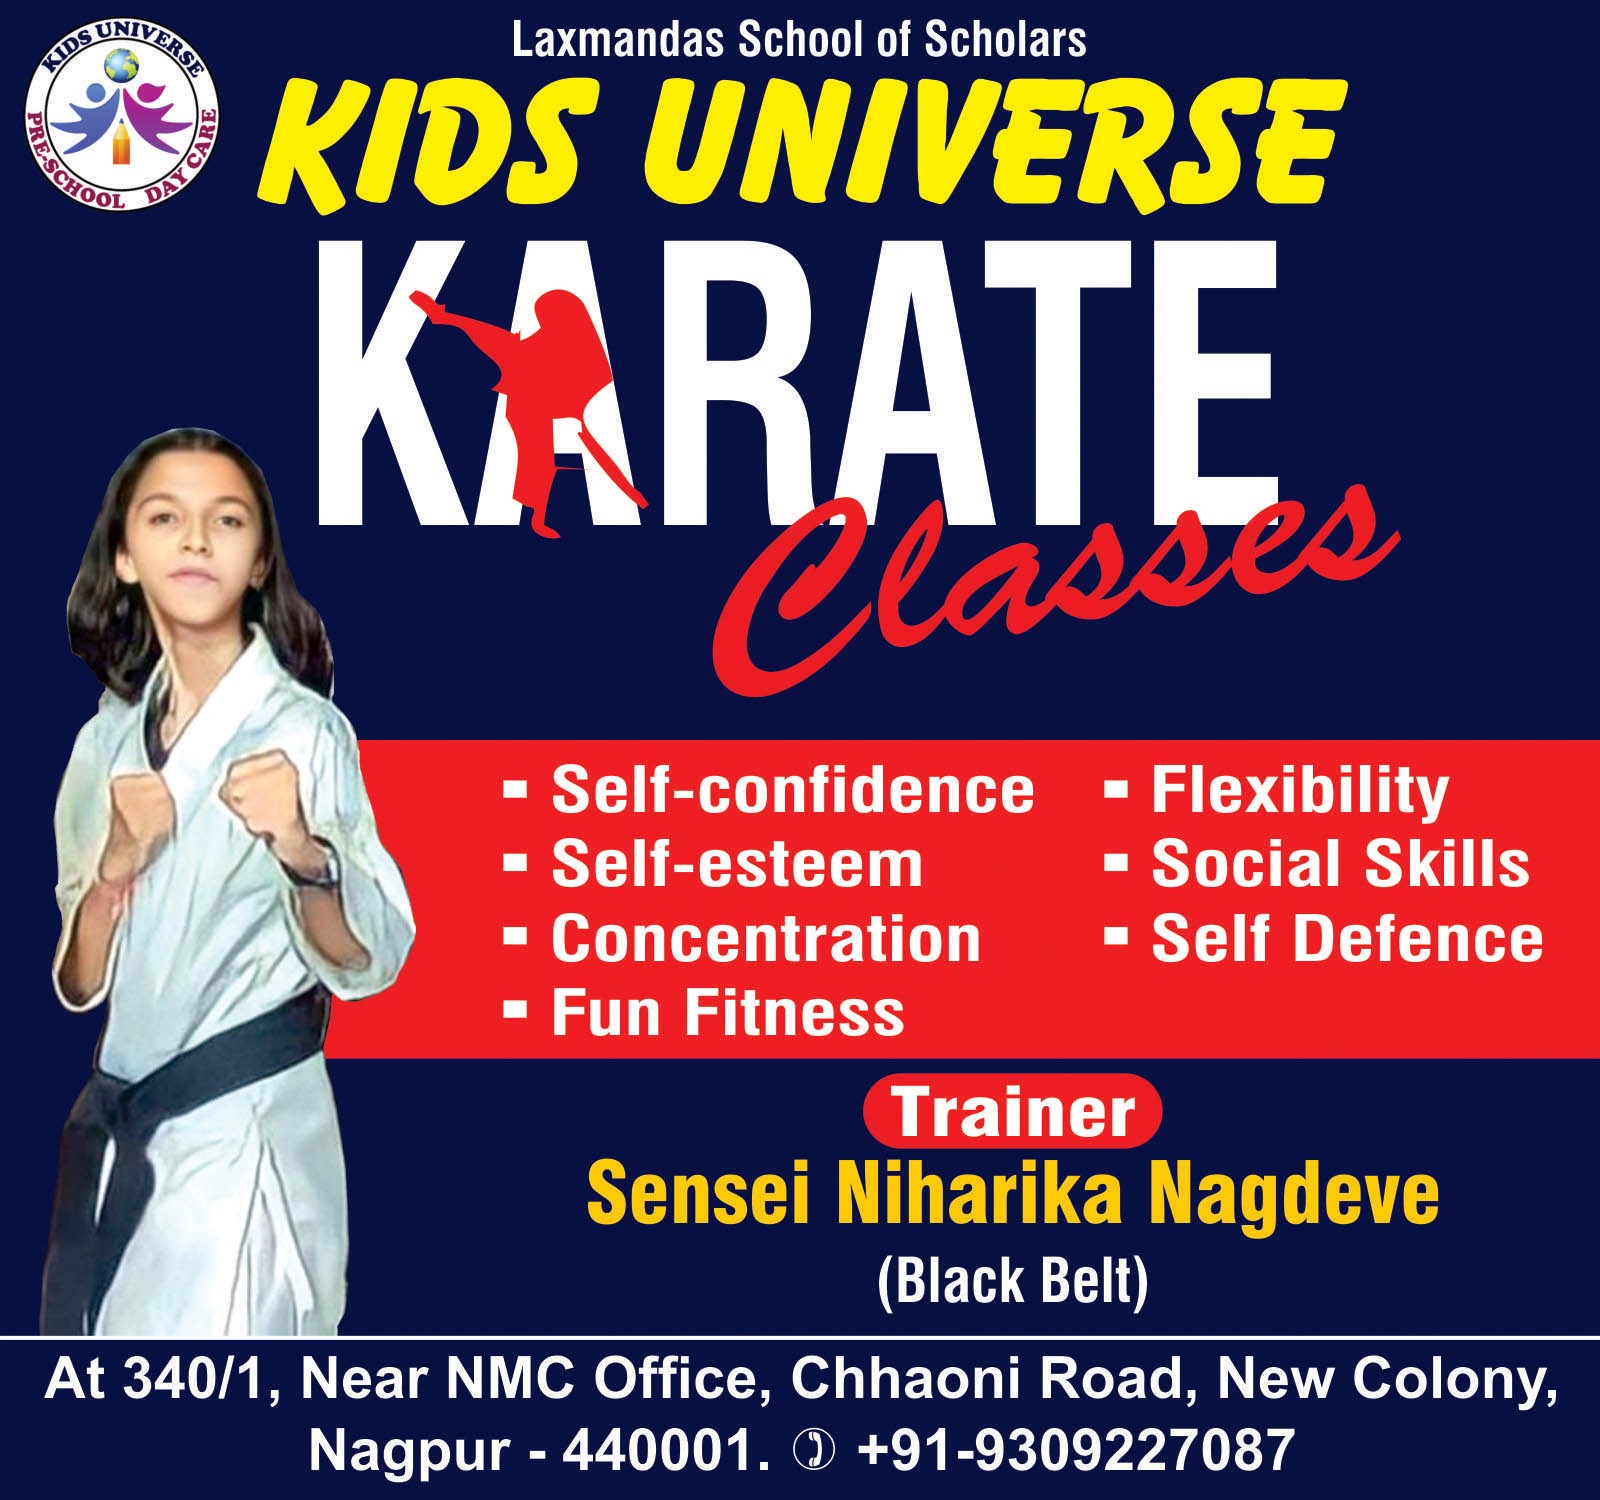 KIDS UNIVERSE
PRE-SCHOOL DAY CARE
Laxmandas School of Scholars
KIDS UNIVERSE
KARATE
Classes
- Self-confidence
- Self-esteem
- Concentration
- Fun Fitness
- Flexibility
- Social Skills
- Self Defence
Trainer
Sensei Niharika Nagdeve
(Black Belt)
At 340/1, Near NMC Office, Chhaoni Road, New Colony,
Nagpur - 440001. ✆ +91-9309227087